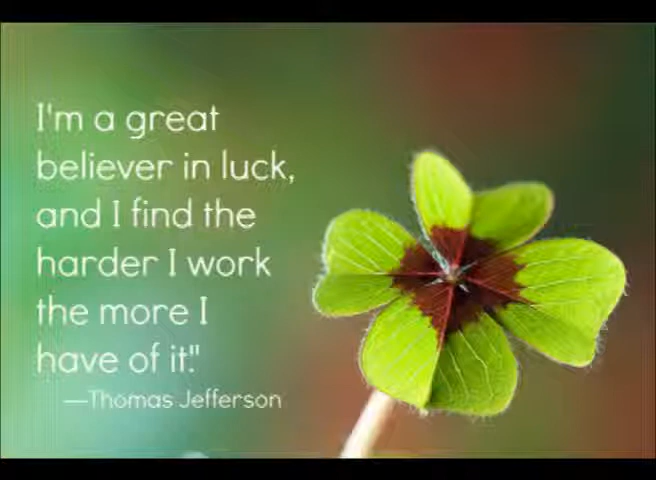 I'm a great
believer in luck,
and I find the
harder I work
the more I
have of it."
—Thomas Jefferson